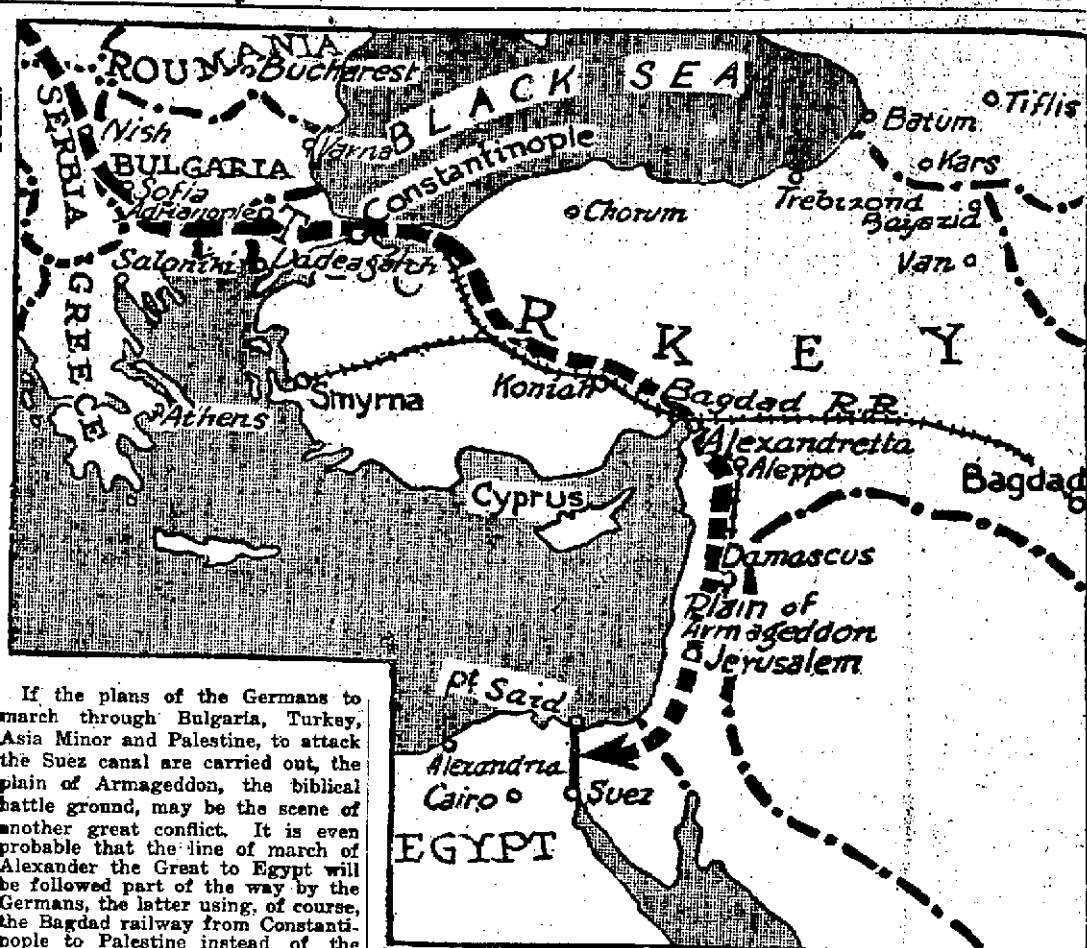 ROUMANIA
Bucharest
BLACK SEA
SERBIA
Nish
BULGARIA
Varna
Constantinople
Sofia
Adrianople
Batum
Tiflis
Kars
Trebizond
Bayazid
Chorum
Van
Saloniki
Dadeagatch
TURKEY
GREECE
Athens
Smyrna
Koniah
Bagdad R.R.
Alexandretta
Aleppo
Bagdad
Cyprus
Damascus
Plain of
Armageddon
Jerusalem
Pt Said
Alexandria
Cairo
Suez
EGYPT
If the plans of the Germans to
march through Bulgaria, Turkey,
Asia Minor and Palestine, to attack
the Suez canal are carried out, the
plain of Armageddon, the biblical
battle ground, may be the scene of
another great conflict. It is even
probable that the line of march of
Alexander the Great to Egypt will
be followed part of the way by the
Germans, the latter using, of course,
the Bagdad railway from Constanti-
nople to Palestine instead of the